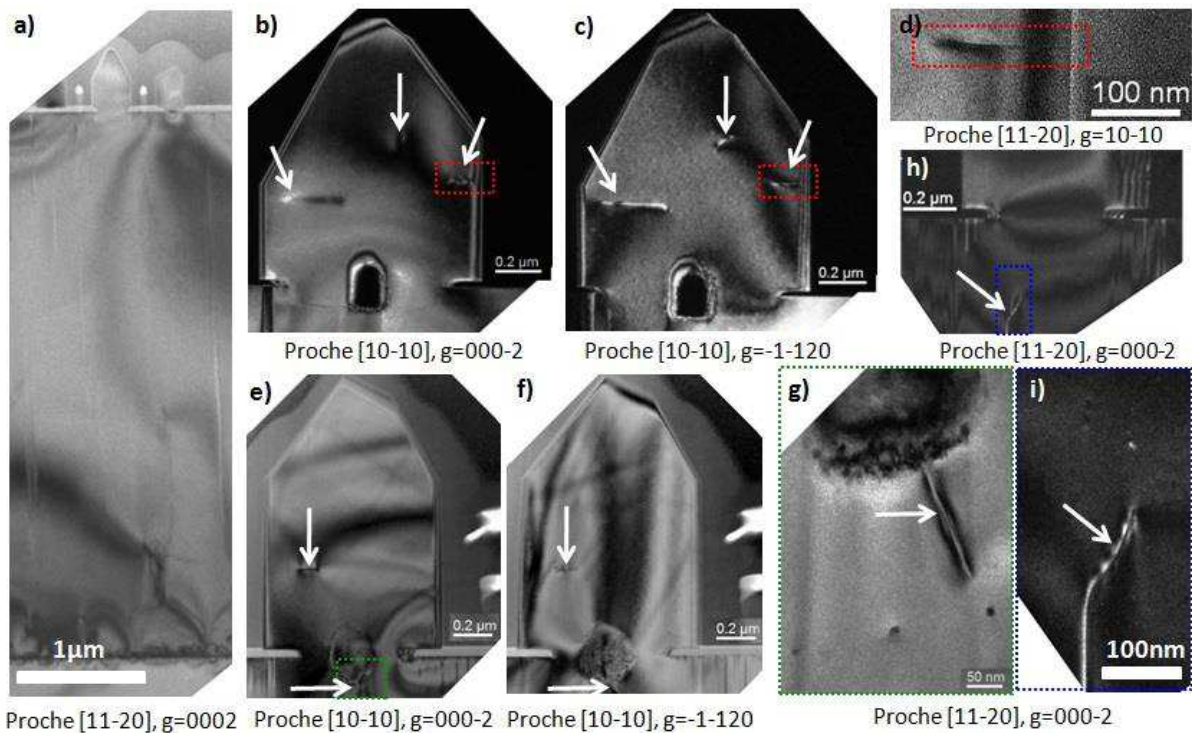 a)
1µm
Proche [11-20], g=0002
b)
0.2 µm
Proche [10-10], g=000-2
c)
0.2 µm
Proche [10-10], g=-1-120
d)
100 nm
Proche [11-20], g=10-10
h)
0.2 µm
Proche [11-20], g=000-2
e)
0.2 µm
Proche [10-10], g=000-2
f)
0.2 µm
Proche [10-10], g=-1-120
g)
50 nm
i)
100nm
Proche [11-20], g=000-2